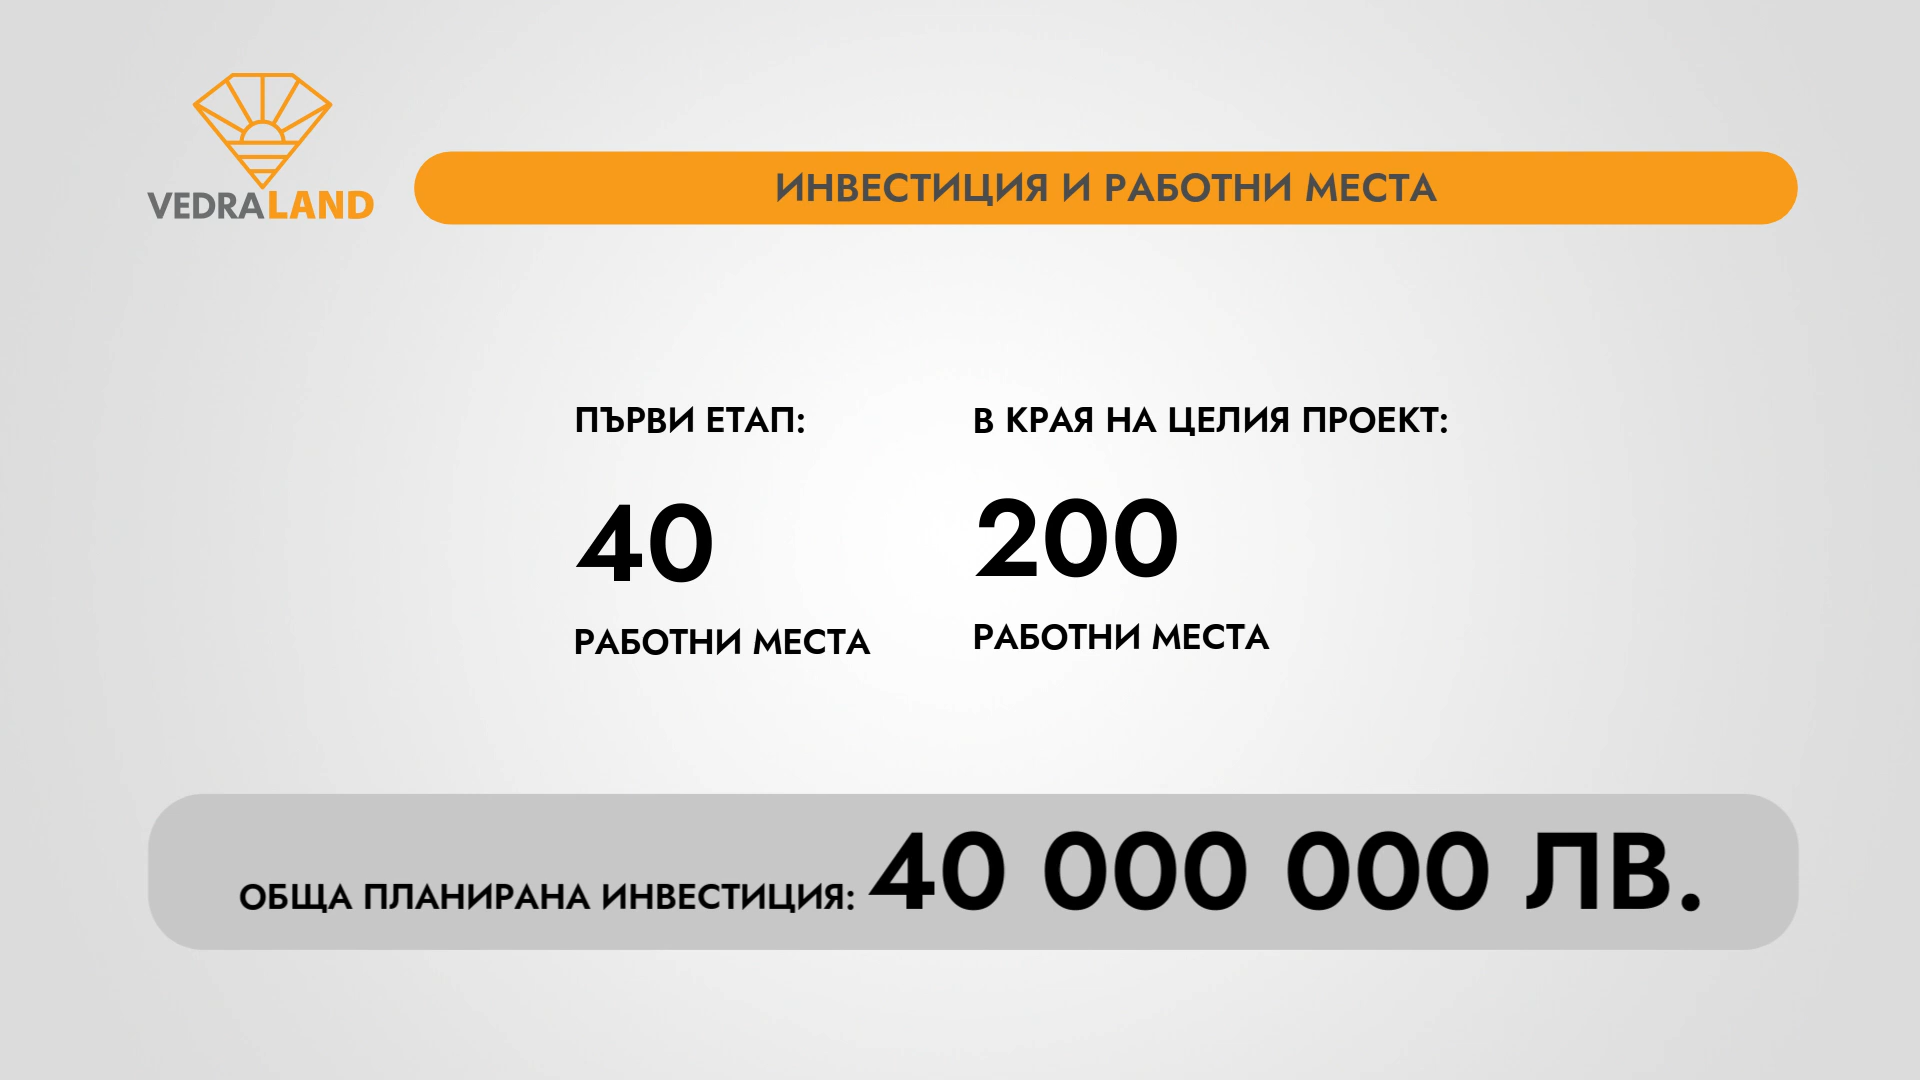 VEDRALAND
ИНВЕСТИЦИЯ И РАБОТНИ МЕСТА
ПЪРВИ ЕТАП:
40
РАБОТНИ МЕСТА
В КРАЯ НА ЦЕЛИЯ ПРОЕКТ:
200
РАБОТНИ МЕСТА
ОБЩА ПЛАНИРАНА ИНВЕСТИЦИЯ: 40 000 000 ЛВ.